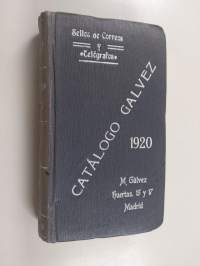 Sellos de Correos
y
«Telégrafos»
CATÁLOGO GALVEZ
1920
M. Gálvez
Huertas, 15 y 17
Madrid